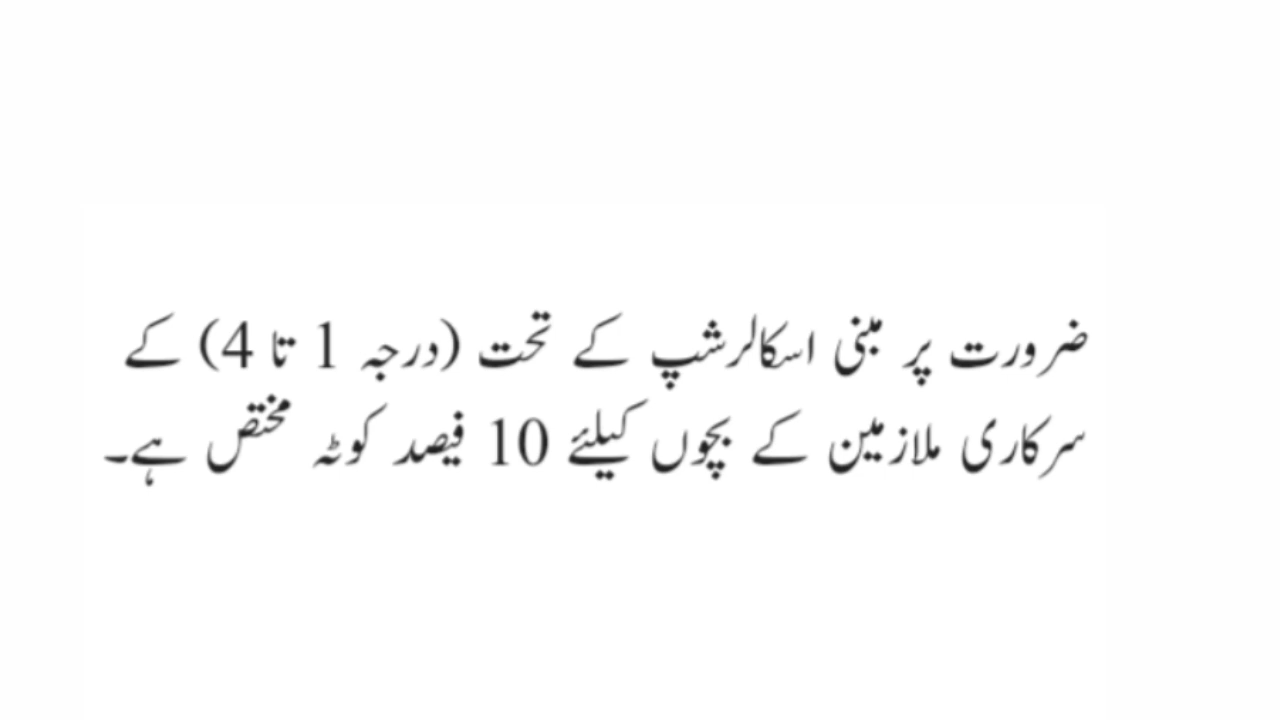 ضرورت پر مبنی اسکالرشپ کے تحت (درجہ 1 تا 4) کے
سرکاری ملازمین کے بچوں کیلئے 10 فیصد کوٹہ مختص ہے۔